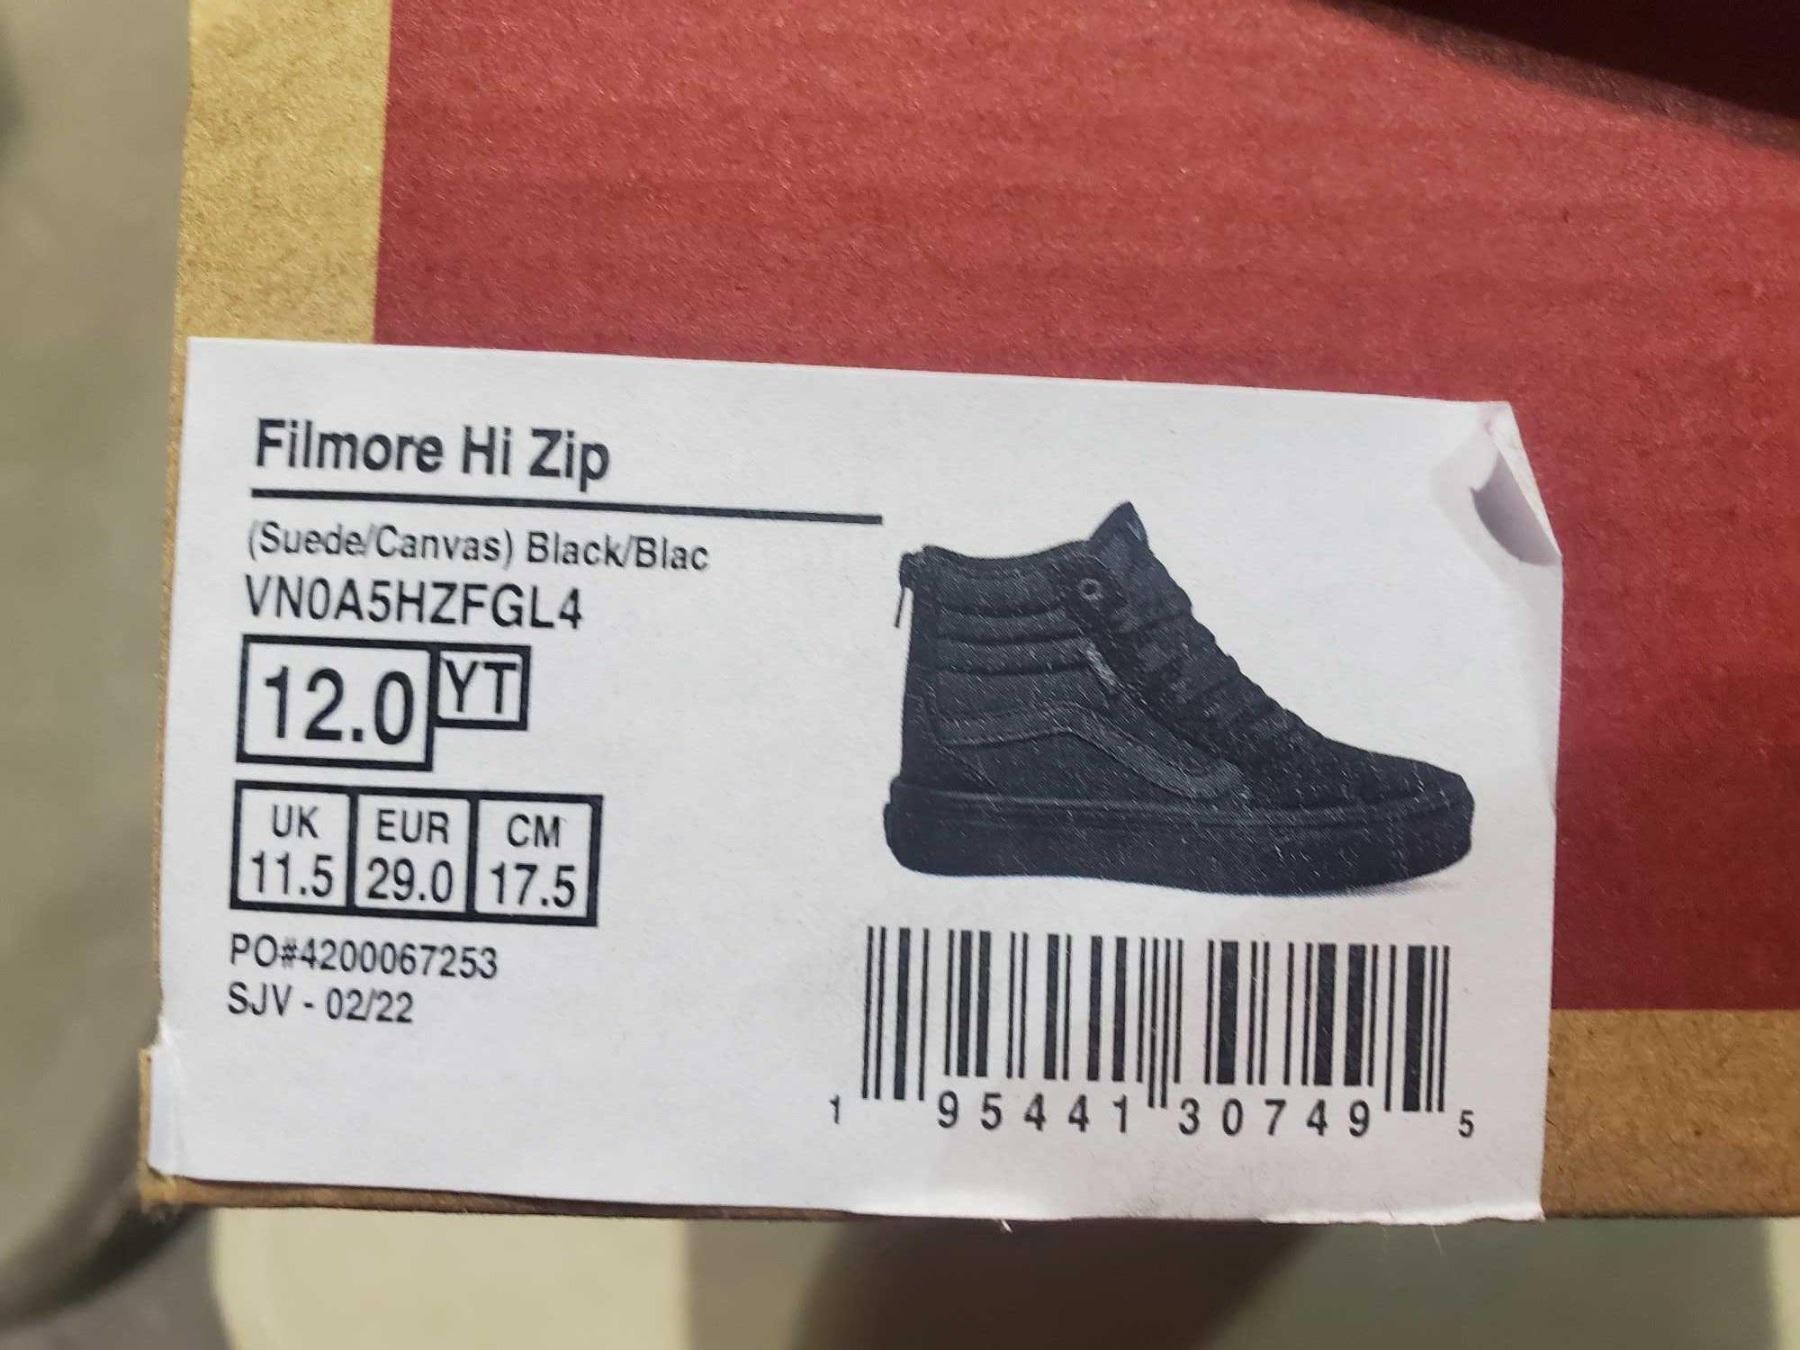 Filmore Hi Zip
(Suede/Canvas) Black/Blac
VN0A5HZFGL4
12.0 YT
UK EUR CM
11.5 29.0 17.5
PO#4200067253
SJV - 02/22
1 95441 30749 5